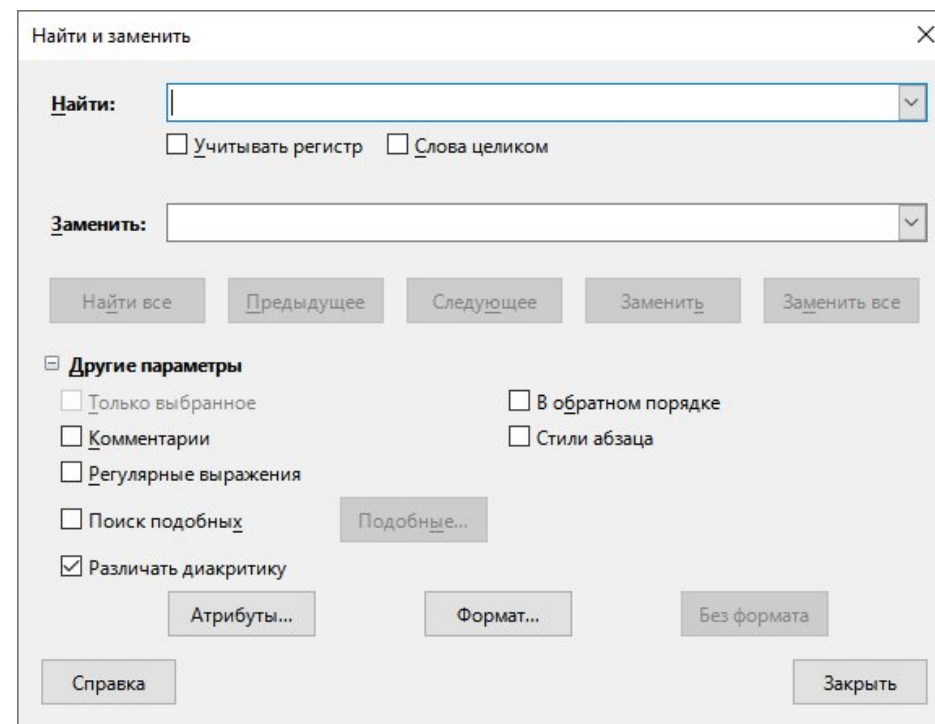 Найти и заменить
Найти:
Учитывать регистр Слова целиком
Заменить:
Найти все Предыдущее Следующее Заменить Заменить все
Другие параметры
Только выбранное В обратном порядке
Комментарии Стили абзаца
Регулярные выражения
Поиск подобных Подобные...
Различать диакритику
Атрибуты... Формат... Без формата
Справка Закрыть